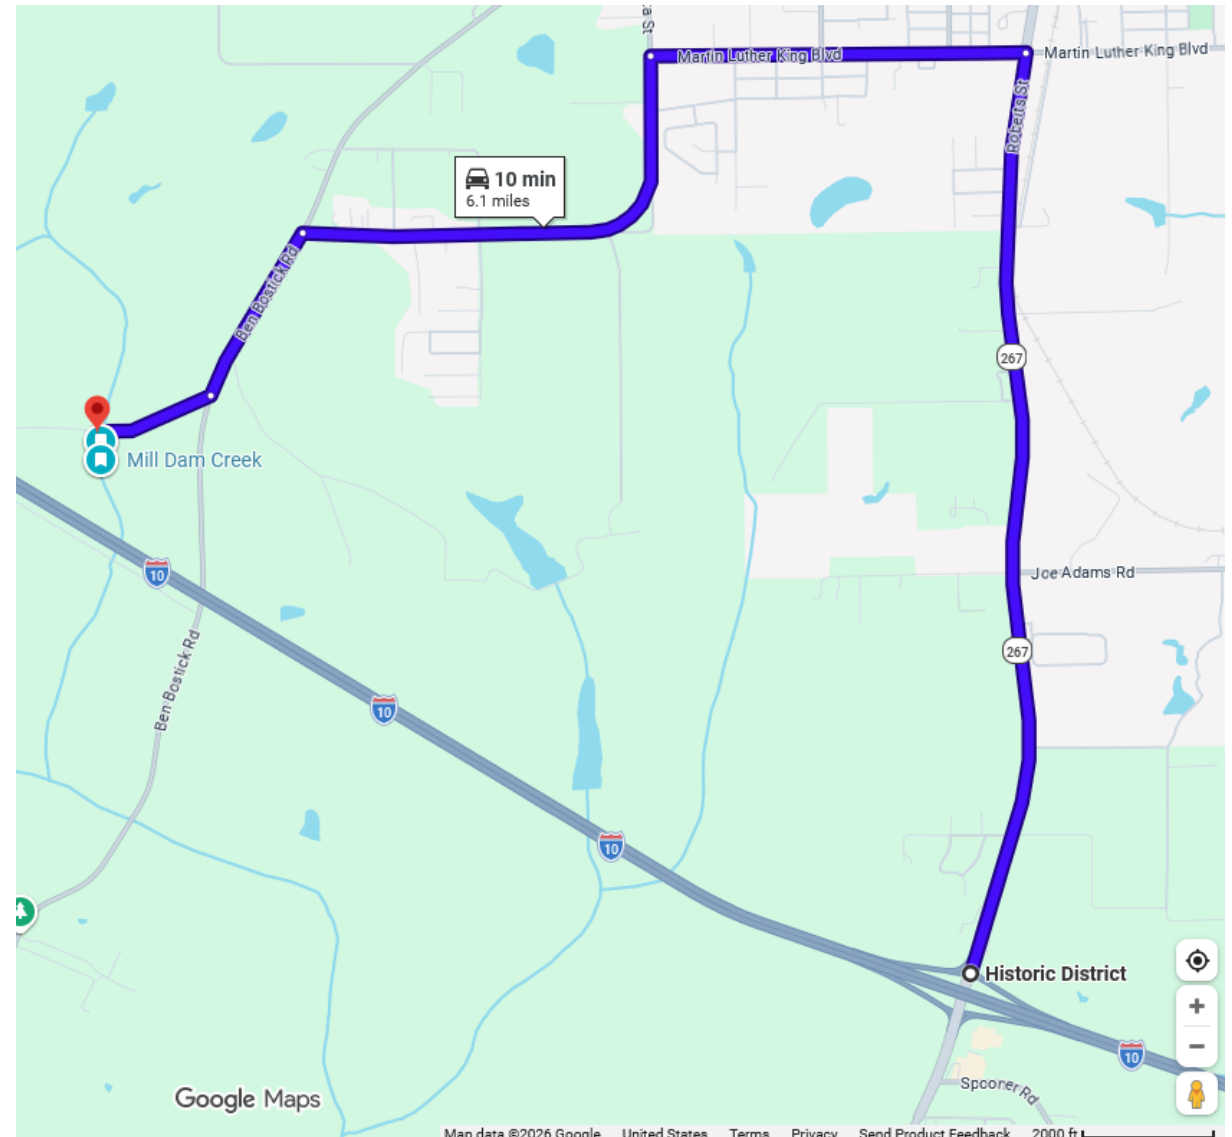 a St
Martin Luther King Blvd
Martin Luther King Blvd
Roberts St
10 min
6.1 miles
Ben Bostick Rd
267
Mill Dam Creek
10
Joe Adams Rd
267
Ben Bostick Rd
10
10
Historic District
10
Spooner Rd
Google Maps
Map data ©2026 Google United States Terms Privacy Send Product Feedback 2000 ft